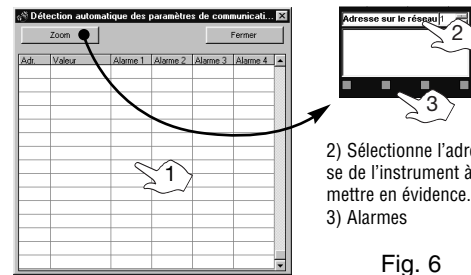 Détection automatique des paramètres de communicati...
Zoom
Fermer
Adr. Valeur Alarme 1 Alarme 2 Alarme 3 Alarme 4
1
Adresse sur le réseau 1
2
3
2) Sélectionne l’adres-
se de l’instrument à
mettre en évidence.
3) Alarmes
Fig. 6